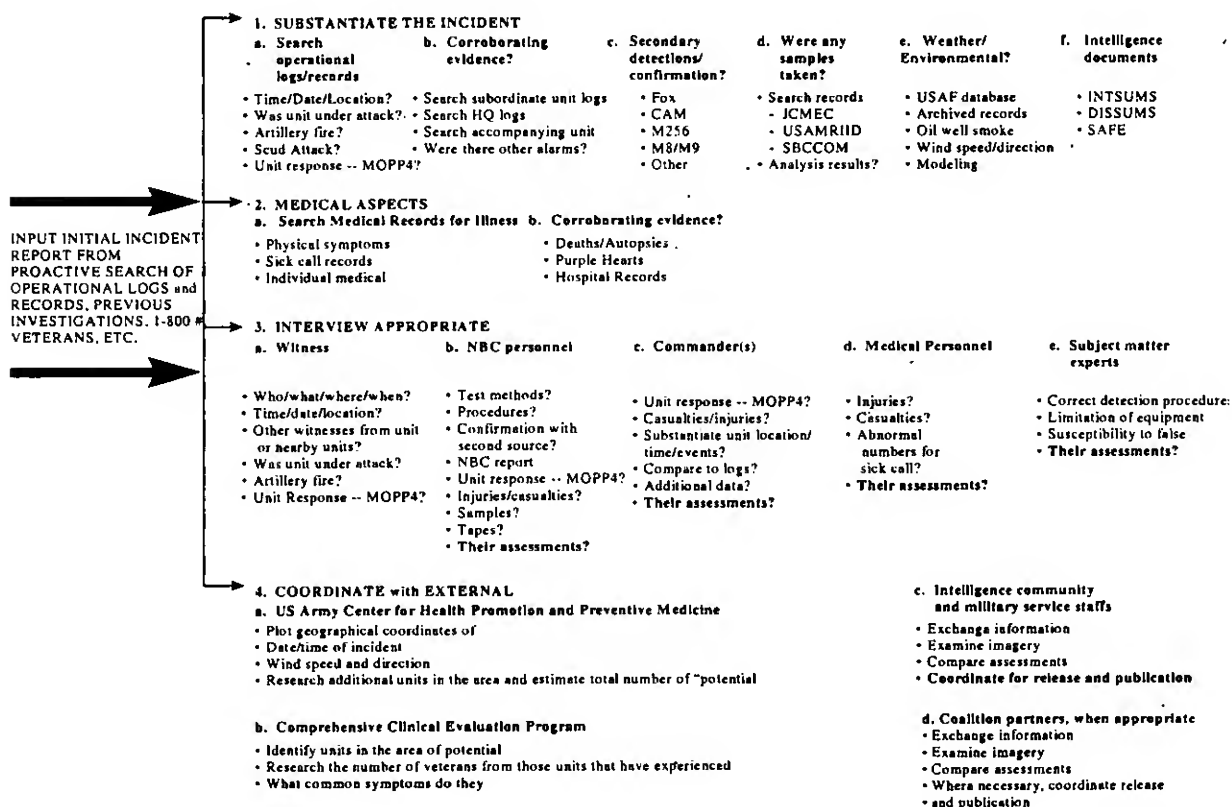 INPUT INITIAL INCIDENT
REPORT FROM
PROACTIVE SEARCH OF
OPERATIONAL LOGS and
RECORDS, PREVIOUS
INVESTIGATIONS. 1-800 #
VETERANS, ETC.
1. SUBSTANTIATE THE INCIDENT
a. Search
operational
logs/records
• Time/Date/Location?
• Was unit under attack?
• Artillery fire?
• Scud Attack?
• Unit response -- MOPP4?
b. Corroborating
evidence?
• Search subordinate unit logs
• Search HQ logs
• Search accompanying unit
• Were there other alarms?
c. Secondary
detections/
confirmation?
• Fox
• CAM
• M256
• M8/M9
• Other
d. Were any
samples
taken?
• Search records
- JCMEC
- USAMRIID
- SBCCOM
• Analysis results?
e. Weather/
Environmental?
• USAF database
• Archived records
• Oil well smoke
• Wind speed/direction
• Modeling
f. Intelligence
documents
• INTSUMS
• DISSUMS
• SAFE
2. MEDICAL ASPECTS
a. Search Medical Records for Illness
• Physical symptoms
• Sick call records
• Individual medical
b. Corroborating evidence?
• Deaths/Autopsies
• Purple Hearts
• Hospital Records
3. INTERVIEW APPROPRIATE
a. Witness
• Who/what/where/when?
• Time/date/location?
• Other witnesses from unit
or nearby units?
• Was unit under attack?
• Artillery fire?
• Unit Response -- MOPP4?
b. NBC personnel
• Test methods?
• Procedures?
• Confirmation with
second source?
• NBC report
• Unit response -- MOPP4?
• Injuries/casualties?
• Samples?
• Tapes?
• Their assessments?
c. Commander(s)
• Unit response -- MOPP4?
• Casualties/injuries?
• Substantiate unit location/
time/events?
• Compare to logs?
• Additional data?
• Their assessments?
d. Medical Personnel
• Injuries?
• Casualties?
• Abnormal
numbers for
sick call?
• Their assessments?
e. Subject matter
experts
• Correct detection procedure:
• Limitation of equipment
• Susceptibility to false
• Their assessments?
4. COORDINATE with EXTERNAL
a. US Army Center for Health Promotion and Preventive Medicine
• Plot geographical coordinates of
• Date/time of incident
• Wind speed and direction
• Research additional units in the area and estimate total number of "potential
b. Comprehensive Clinical Evaluation Program
• Identify units in the area of potential
• Research the number of veterans from those units that have experienced
• What common symptoms do they
c. Intelligence community
and military service staffs
• Exchange information
• Examine imagery
• Compare assessments
• Coordinate for release and publication
d. Coalition partners, when appropriate
• Exchange information
• Examine imagery
• Compare assessments
• Where necessary, coordinate release
• and publication